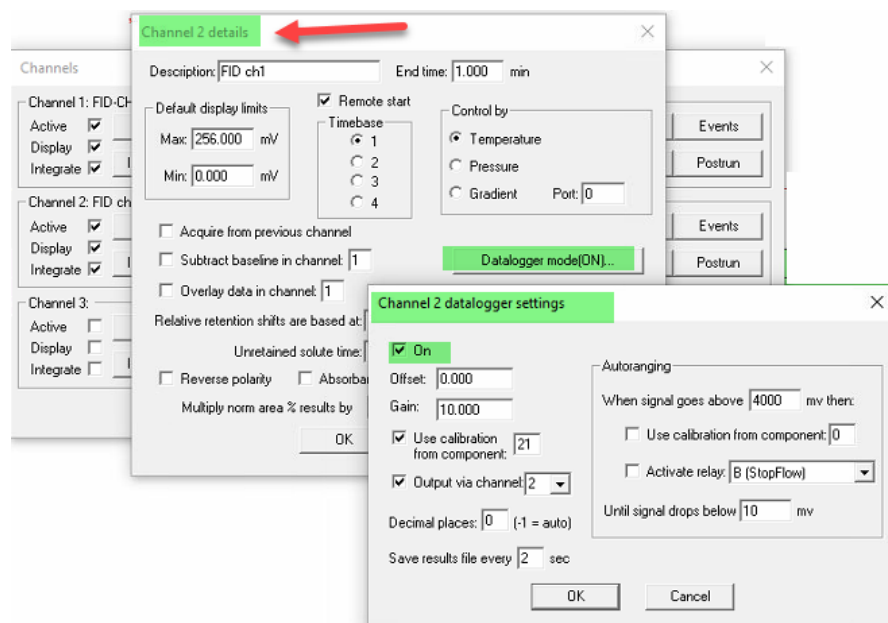 Channel 2 details
Description: FID ch1 End time: 1.000 min
Default display limits
Max: 256.000 mV
Min: 0.000 mV
Remote start
Timebase
1
2
3
4
Control by
Temperature
Pressure
Gradient Port: 0
Acquire from previous channel
Subtract baseline in channel: 1
Overlay data in channel: 1
Datalogger mode(ON)...
Relative retention shifts are based at:
Unretained solute time:
Reverse polarity
Multiply norm area % results by
OK
Channels
Channel 1: FID-CH
Active
Display
Integrate
Events
Postrun
Channel 2: FID ch
Active
Display
Integrate
Events
Postrun
Channel 3:
Active
Display
Integrate
Channel 2 datalogger settings
On
Offset: 0.000
Gain: 10.000
Use calibration
from component: 21
Output via channel: 2
Decimal places: 0 (-1 = auto)
Save results file every 2 sec
Autoranging
When signal goes above 4000 mv then:
Use calibration from component: 0
Activate relay: B (StopFlow)
Until signal drops below 10 mv
OK Cancel